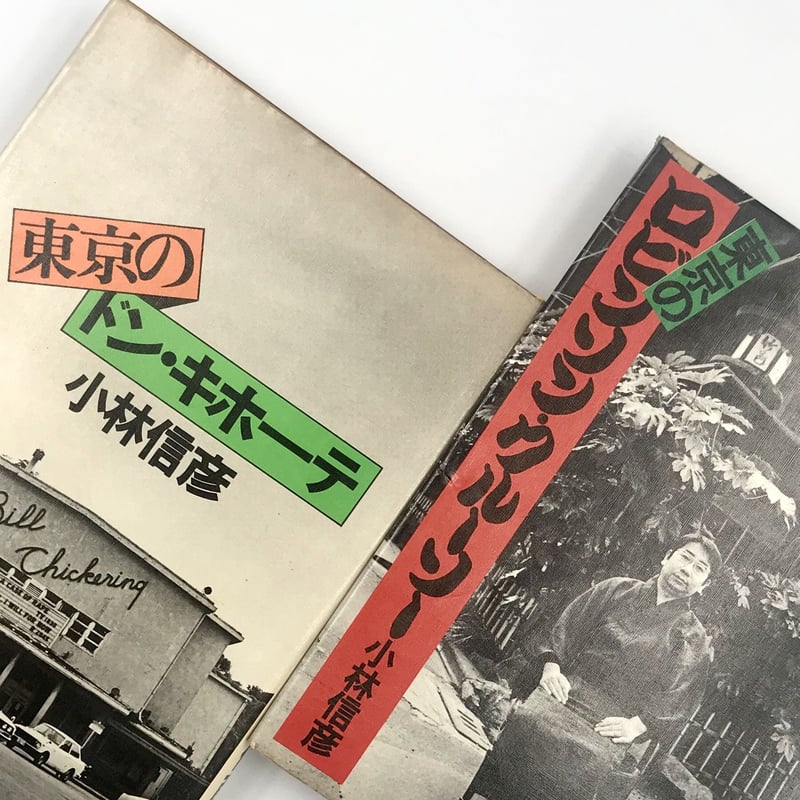 東京の
ドン・キホーテ
小林信彦
Bill
Chickering
東京の
ロビンソン・クルーソー
小林信彦